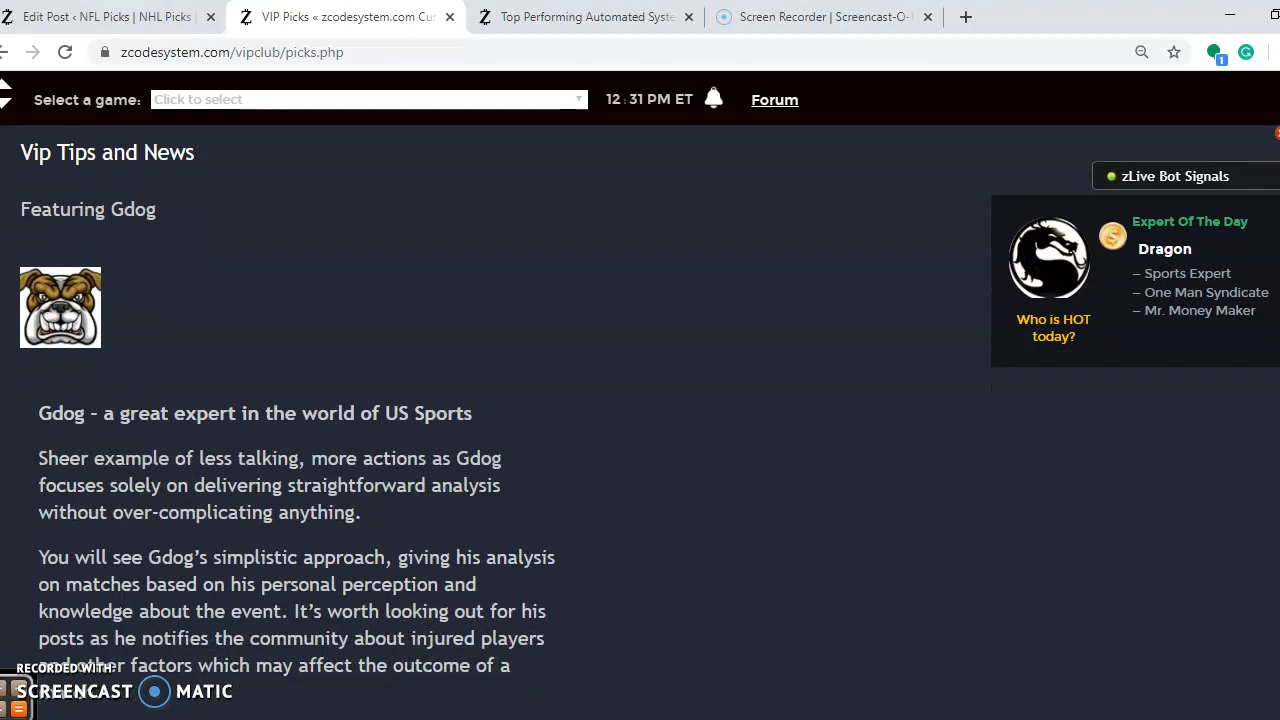 Edit Post ‹ NFL Picks | NHL Picks
VIP Picks « zcodesystem.com Cus
Top Performing Automated Syste
Screen Recorder | Screencast-O-
zcodesystem.com/vipclub/picks.php
1
Select a game:
Click to select
12:31 PM ET
Forum
Vip Tips and News
zLive Bot Signals
Featuring Gdog
Expert Of The Day
Dragon
– Sports Expert
– One Man Syndicate
– Mr. Money Maker
Who is HOT
today?
Gdog – a great expert in the world of US Sports
Sheer example of less talking, more actions as Gdog
focuses solely on delivering straightforward analysis
without over-complicating anything.
You will see Gdog's simplistic approach, giving his analysis
on matches based on his personal perception and
knowledge about the event. It's worth looking out for his
posts as he notifies the community about injured players
and other factors which may affect the outcome of a
RECORDED WITH:
SCREENCAST MATIC